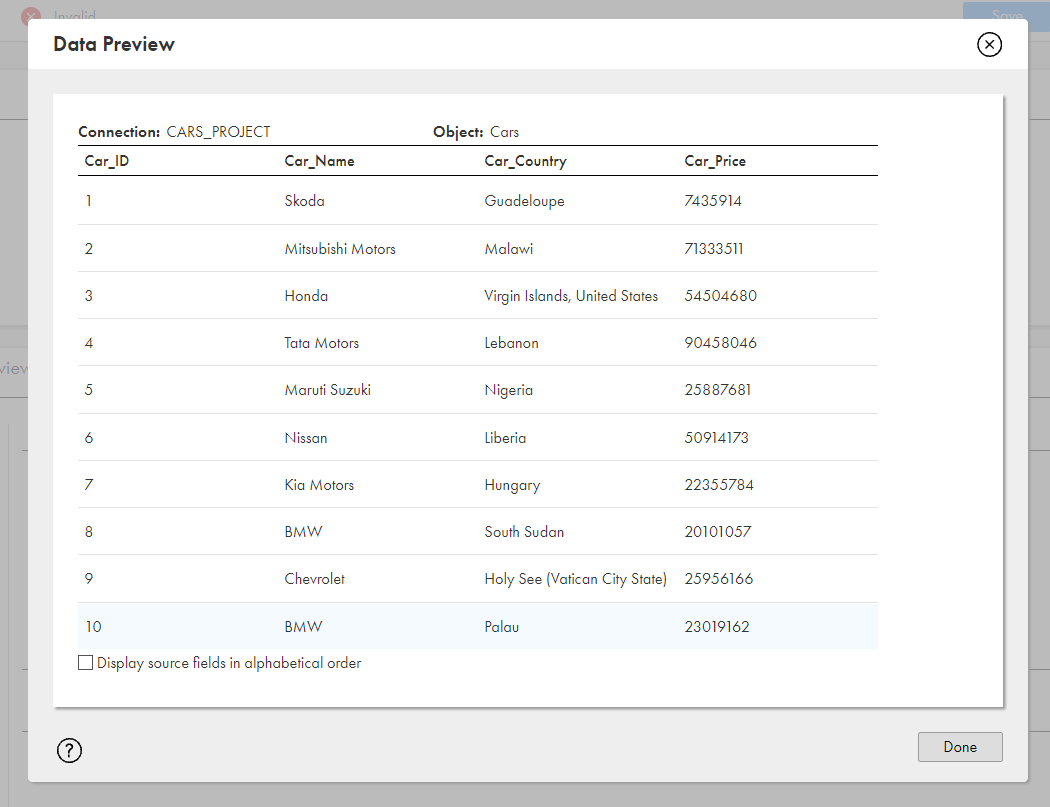 Invalid
Save
Data Preview
Connection: CARS_PROJECT Object: Cars
Car_ID Car_Name Car_Country Car_Price
1 Skoda Guadeloupe 7435914
2 Mitsubishi Motors Malawi 71333511
3 Honda Virgin Islands, United States 54504680
4 Tata Motors Lebanon 90458046
5 Maruti Suzuki Nigeria 25887681
6 Nissan Liberia 50914173
7 Kia Motors Hungary 22355784
8 BMW South Sudan 20101057
9 Chevrolet Holy See (Vatican City State) 25956166
10 BMW Palau 23019162
Display source fields in alphabetical order
? Done